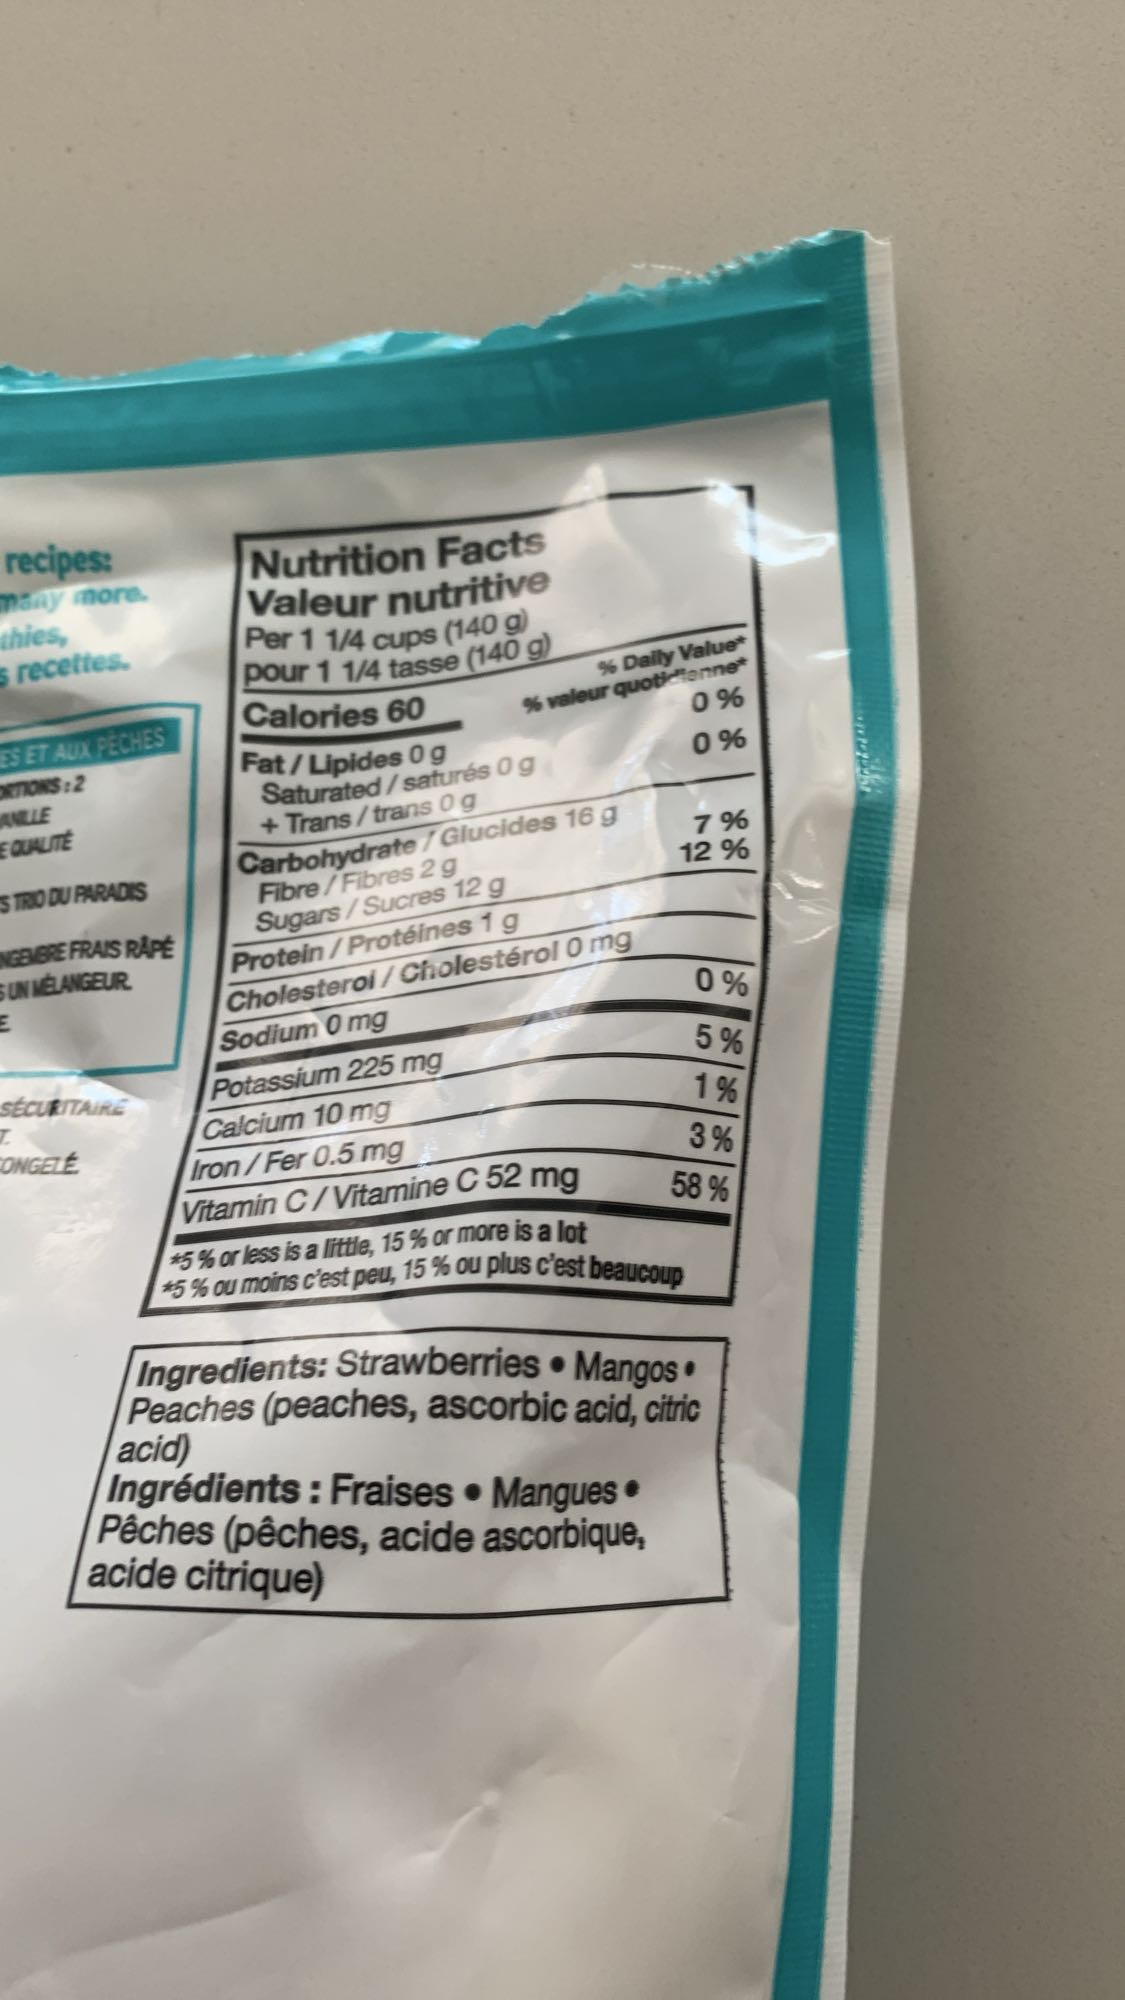 recipes:
many more.
thies,
s recettes.
ES ET AUX PÊCHES
ORTIONS : 2
ANILLE
E QUALITÉ
S TRIO DU PARADIS
NGEMBRE FRAIS RÂPÉ
S UN MÉLANGEUR.
E
SÉCURITAIRE
T.
CONGELÉ.
Nutrition Facts
Valeur nutritive
Per 1 1/4 cups (140 g)
pour 1 1/4 tasse (140 g)
Calories 60
% Daily Value*
% valeur quotidienne*
Fat / Lipides 0 g 0 %
Saturated / saturés 0 g 0 %
+ Trans / trans 0 g
Carbohydrate / Glucides 16 g
Fibre / Fibres 2 g 7 %
Sugars / Sucres 12 g 12 %
Protein / Protéines 1 g
Cholesterol / Cholestérol 0 mg
Sodium 0 mg 0 %
Potassium 225 mg 5 %
Calcium 10 mg 1 %
Iron / Fer 0.5 mg 3 %
Vitamin C / Vitamine C 52 mg 58 %
*5 % or less is a little, 15 % or more is a lot
*5 % ou moins c'est peu, 15 % ou plus c'est beaucoup
Ingredients: Strawberries • Mangos •
Peaches (peaches, ascorbic acid, citric
acid)
Ingrédients : Fraises • Mangues •
Pêches (pêches, acide ascorbique,
acide citrique)